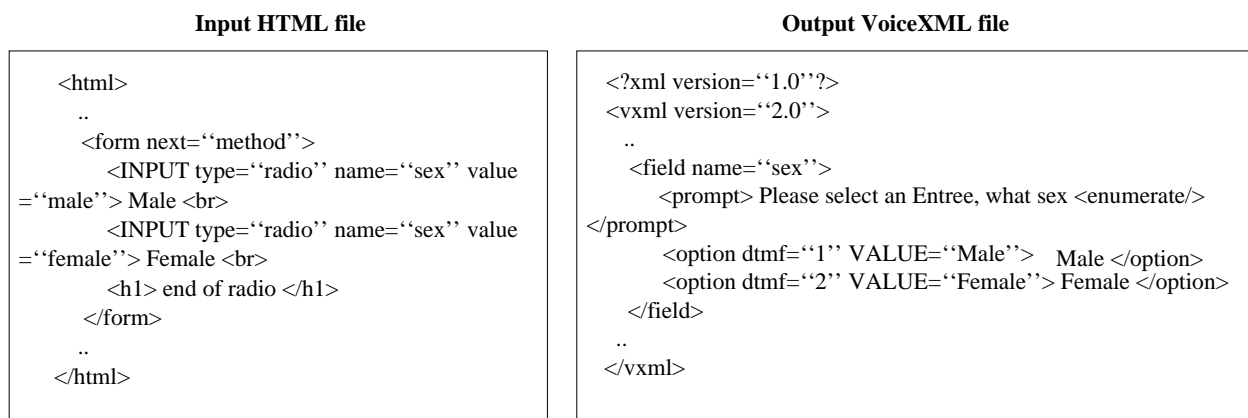 Input HTML file
<html>
..
<form next=‘‘method’’>
<INPUT type=‘‘radio’’ name=‘‘sex’’ value
=‘‘male’’> Male <br>
<INPUT type=‘‘radio’’ name=‘‘sex’’ value
=‘‘female’’> Female <br>
<h1> end of radio </h1>
</form>
..
</html>
Output VoiceXML file
<?xml version=‘‘1.0’’?>
<vxml version=‘‘2.0’’>
..
<field name=‘‘sex’’>
<prompt> Please select an Entree, what sex <enumerate/>
</prompt>
<option dtmf=‘‘1’’ VALUE=‘‘Male’’> Male </option>
<option dtmf=‘‘2’’ VALUE=‘‘Female’’> Female </option>
</field>
..
</vxml>